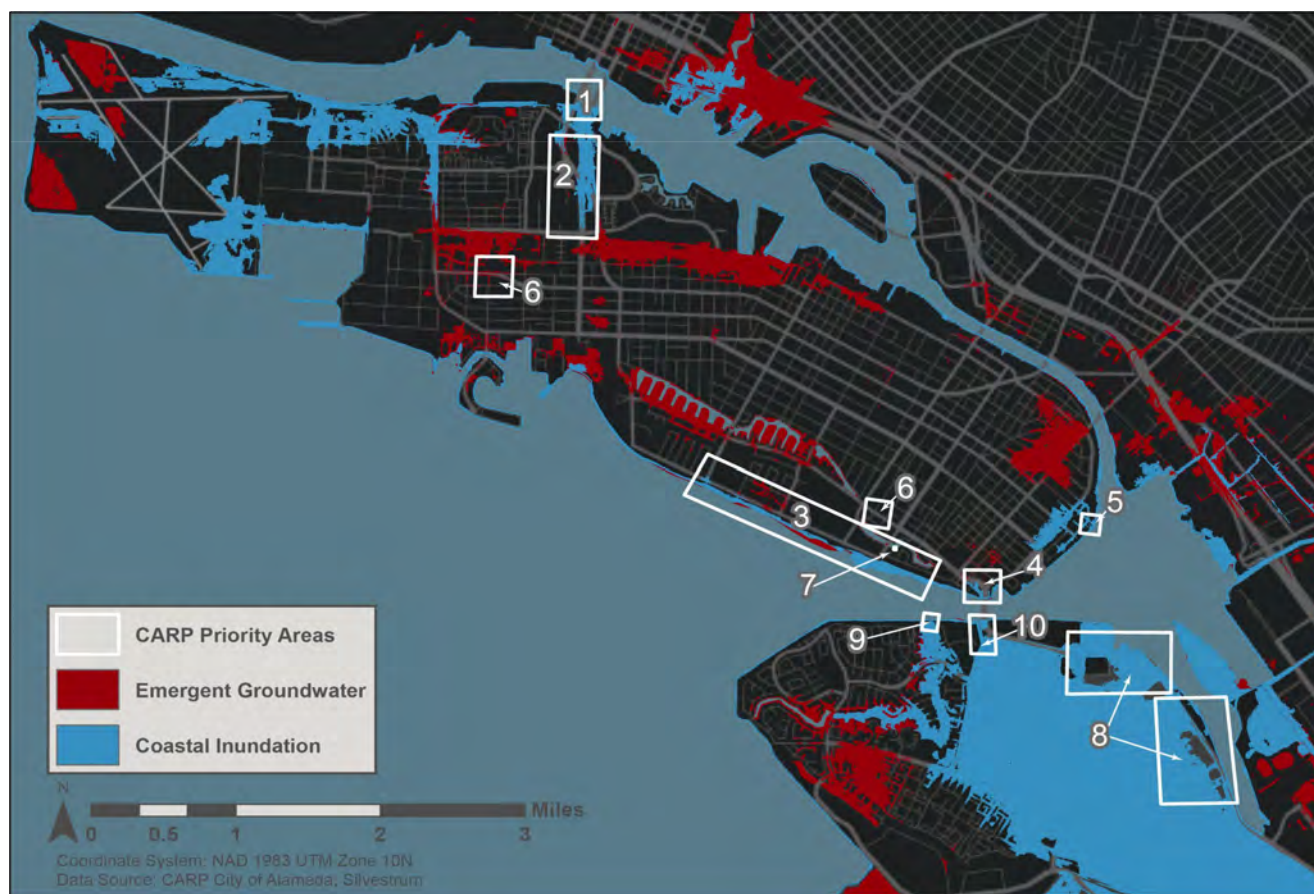 1
2
6
3
6
5
7
4
9
10
8
CARP Priority Areas
Emergent Groundwater
Coastal Inundation
N
Miles
0 0.5 1 2 3
Coordinate System: NAD 1983 UTM Zone 10N
Data Source: CARP City of Alameda; Silvestrum